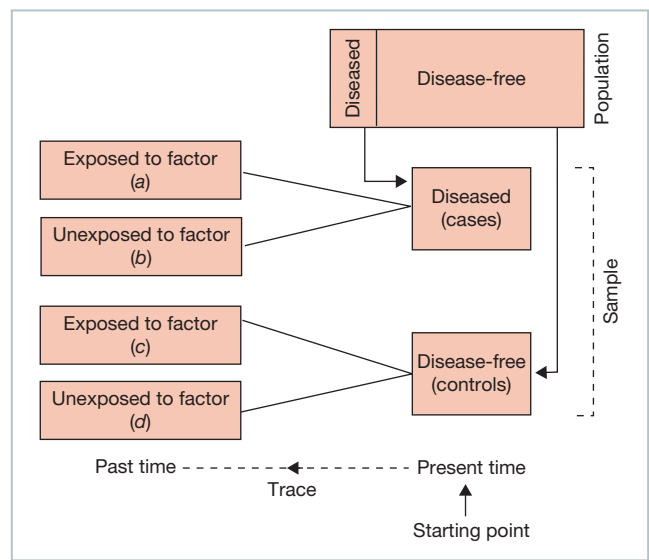 Diseased
Disease-free
Population
Exposed to factor
(a)
Unexposed to factor
(b)
Diseased
(cases)
Exposed to factor
(c)
Unexposed to factor
(d)
Disease-free
(controls)
Sample
Past time
Present time
Trace
Starting point